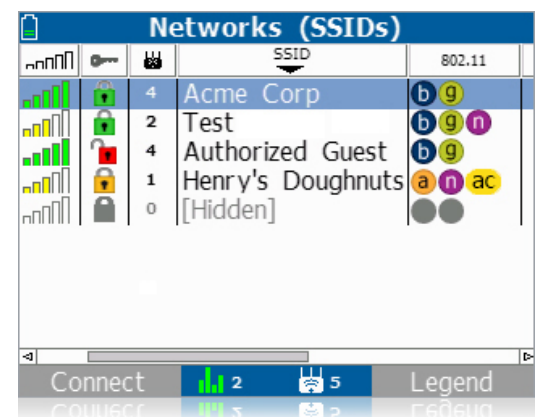 Networks (SSIDs)
SSID 802.11
4 Acme Corp b g
2 Test b g n
4 Authorized Guest b g
1 Henry's Doughnuts a n ac
0 [Hidden]
Connect 2 5 Legend